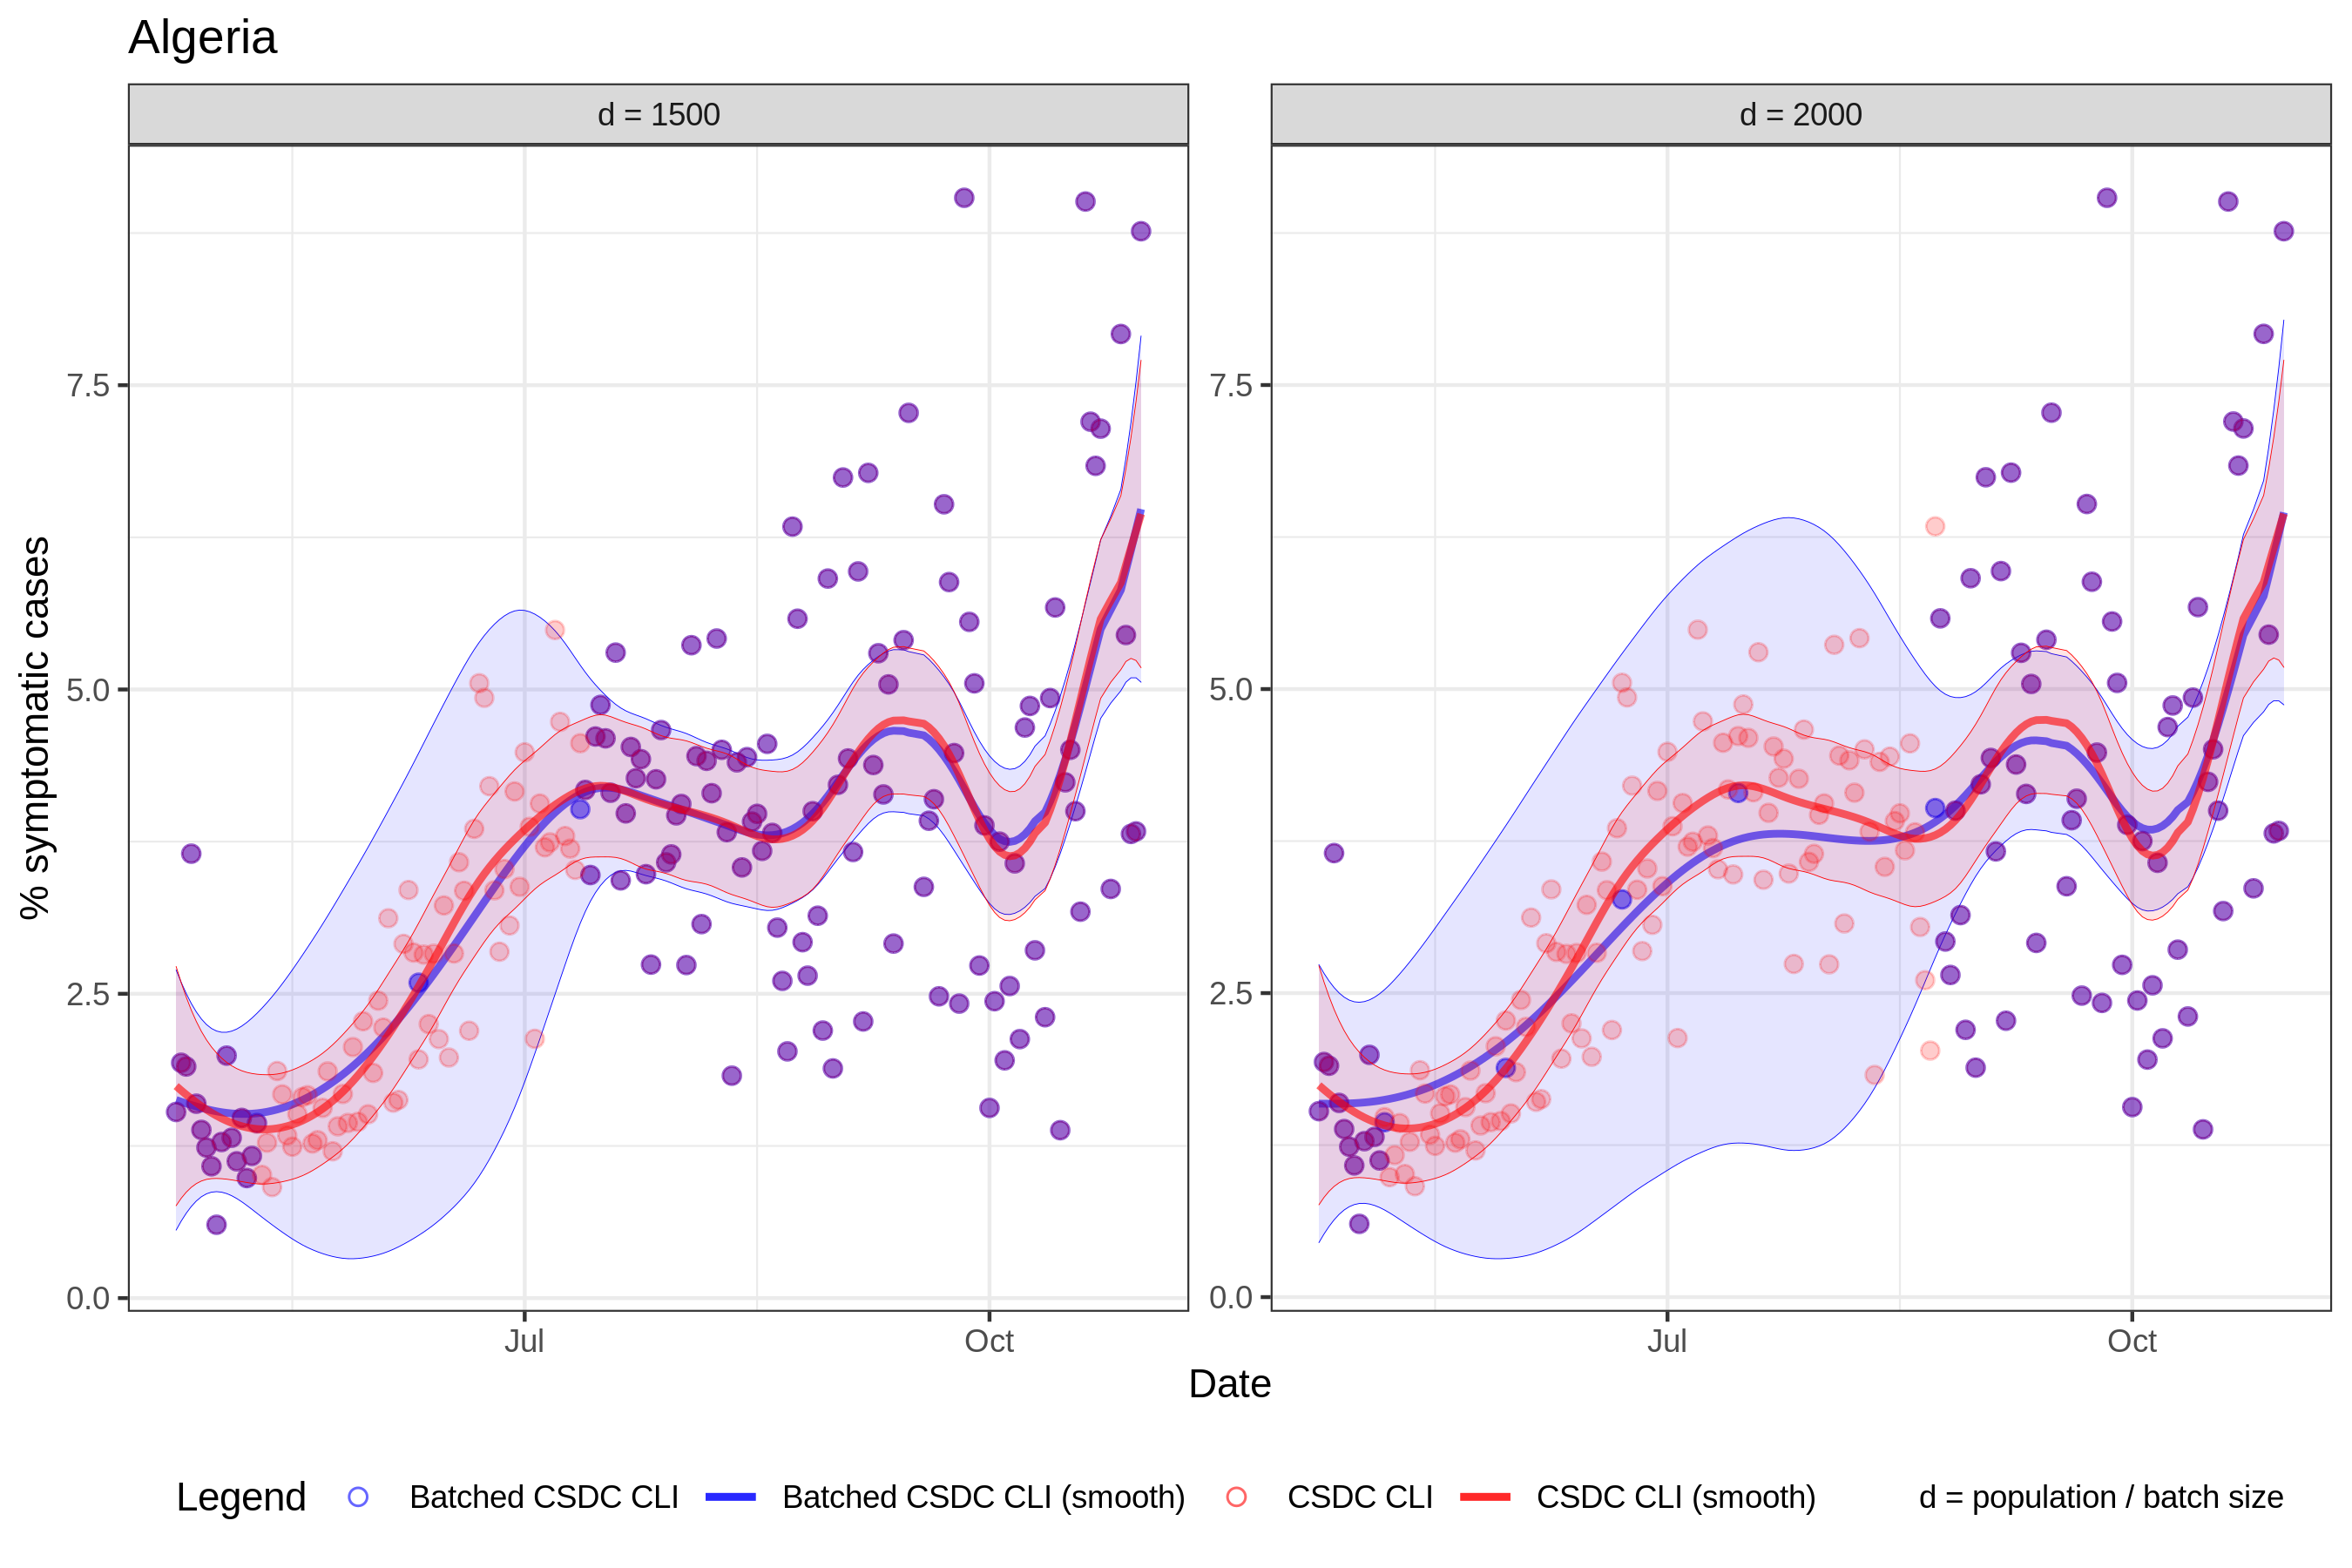 Algeria
d = 1500
d = 2000
% symptomatic cases
7.5
5.0
2.5
0.0
7.5
5.0
2.5
0.0
Jul
Oct
Jul
Oct
Date
Legend
Batched CSDC CLI
Batched CSDC CLI (smooth)
CSDC CLI
CSDC CLI (smooth)
d = population / batch size